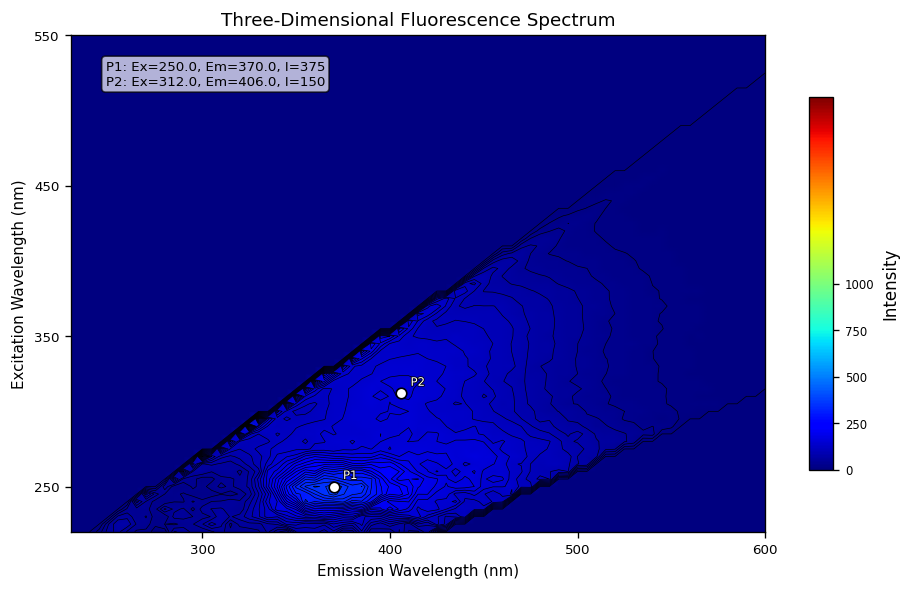 Three-Dimensional Fluorescence Spectrum
550
450
350
250
P1: Ex=250.0, Em=370.0, I=375
P2: Ex=312.0, Em=406.0, I=150
P2
P1
300
400
500
600
Emission Wavelength (nm)
Excitation Wavelength (nm)
1000
750
500
250
0
Intensity